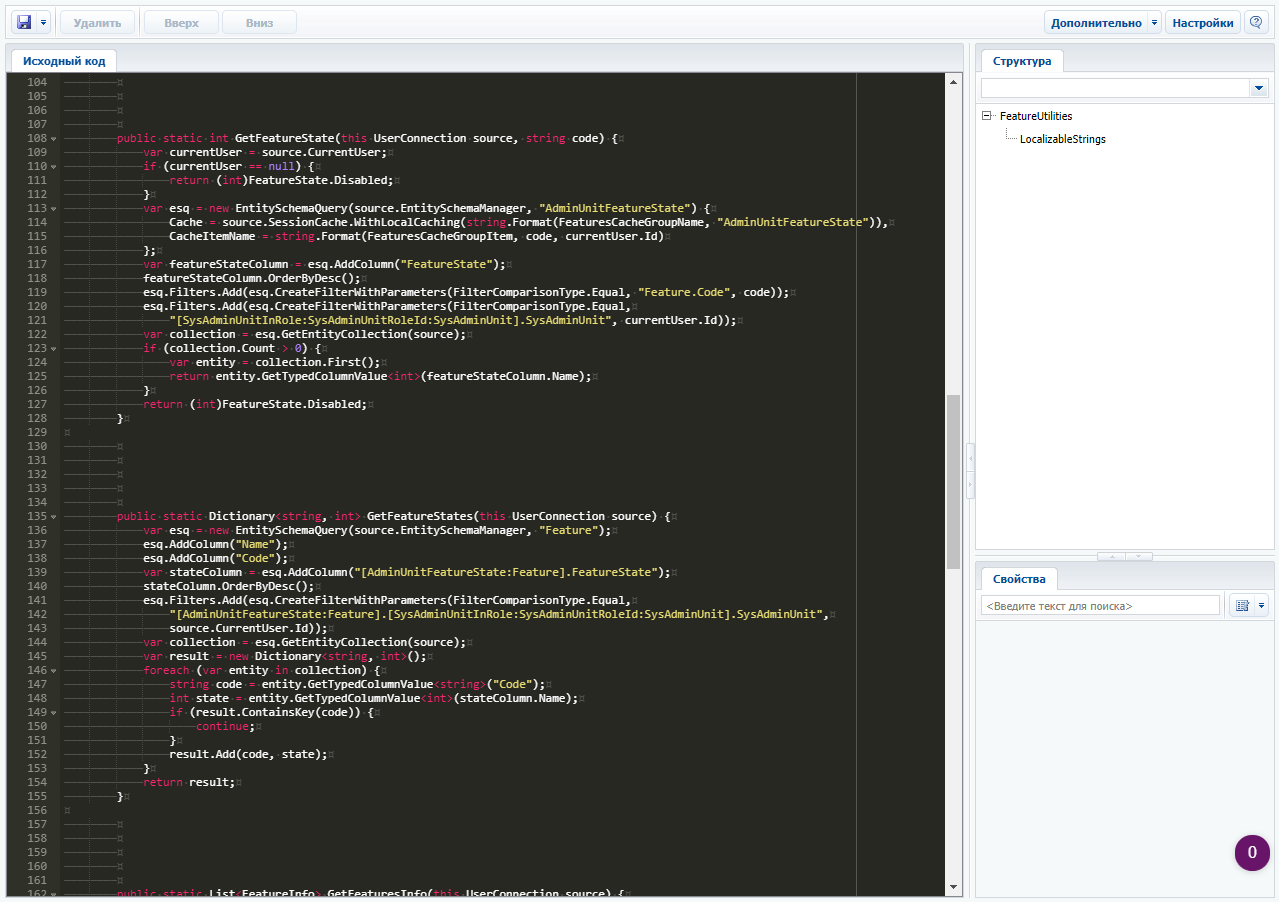 Удалить Вверх Вниз Дополнительно Настройки
Исходный код
104
105
106
107
108 public static int GetFeatureState(this UserConnection source, string code) {
109 var currentUser = source.CurrentUser;
110 if (currentUser == null) {
111 return (int)FeatureState.Disabled;
112 }
113 var esq = new EntitySchemaQuery(source.EntitySchemaManager, "AdminUnitFeatureState") {
114 Cache = source.SessionCache.WithLocalCaching(string.Format(FeaturesCacheGroupName, "AdminUnitFeatureState")),
115 CacheItemName = string.Format(FeaturesCacheGroupItem, code, currentUser.Id)
116 };
117 var featureStateColumn = esq.AddColumn("FeatureState");
118 featureStateColumn.OrderByDesc();
119 esq.Filters.Add(esq.CreateFilterWithParameters(FilterComparisonType.Equal, "Feature.Code", code));
120 esq.Filters.Add(esq.CreateFilterWithParameters(FilterComparisonType.Equal,
121 "[SysAdminUnitInRole:SysAdminUnitRoleId:SysAdminUnit].SysAdminUnit", currentUser.Id));
122 var collection = esq.GetEntityCollection(source);
123 if (collection.Count > 0) {
124 var entity = collection.First();
125 return entity.GetTypedColumnValue<int>(featureStateColumn.Name);
126 }
127 return (int)FeatureState.Disabled;
128 }
129
130
131
132
133
134
135 public static Dictionary<string, int> GetFeatureStates(this UserConnection source) {
136 var esq = new EntitySchemaQuery(source.EntitySchemaManager, "Feature");
137 esq.AddColumn("Name");
138 esq.AddColumn("Code");
139 var stateColumn = esq.AddColumn("[AdminUnitFeatureState:Feature].FeatureState");
140 stateColumn.OrderByDesc();
141 esq.Filters.Add(esq.CreateFilterWithParameters(FilterComparisonType.Equal,
142 "[AdminUnitFeatureState:Feature].[SysAdminUnitInRole:SysAdminUnitRoleId:SysAdminUnit].SysAdminUnit",
143 source.CurrentUser.Id));
144 var collection = esq.GetEntityCollection(source);
145 var result = new Dictionary<string, int>();
146 foreach (var entity in collection) {
147 string code = entity.GetTypedColumnValue<string>("Code");
148 int state = entity.GetTypedColumnValue<int>(stateColumn.Name);
149 if (result.ContainsKey(code)) {
150 continue;
151 }
152 result.Add(code, state);
153 }
154 return result;
155 }
156
157
158
159
160
161
162 public static List<FeatureInfo> GetFeaturesInfo(this UserConnection source) {
Структура
FeatureUtilities
LocalizableStrings
Свойства
<Введите текст для поиска>
0